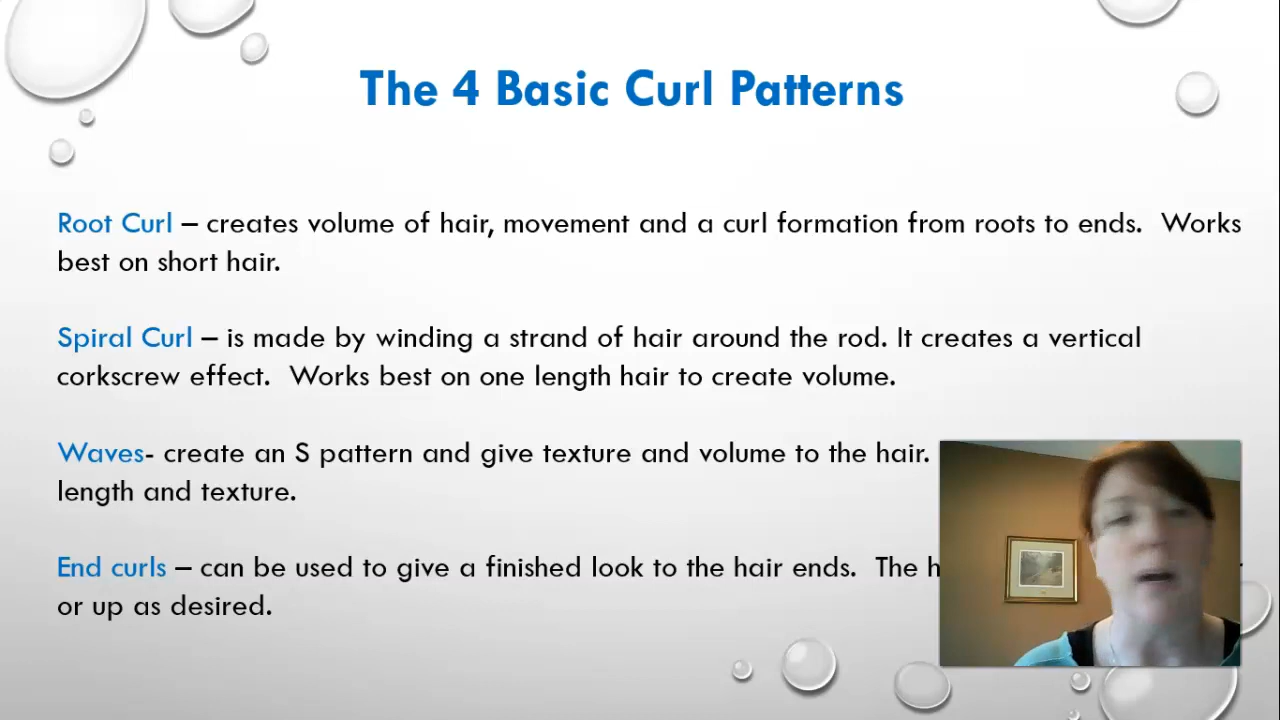 The 4 Basic Curl Patterns
Root Curl – creates volume of hair, movement and a curl formation from roots to ends.  Works
best on short hair.
Spiral Curl – is made by winding a strand of hair around the rod. It creates a vertical
corkscrew effect.  Works best on one length hair to create volume.
Waves- create an S pattern and give texture and volume to the hair.
length and texture.
End curls – can be used to give a finished look to the hair ends.  The
or up as desired.